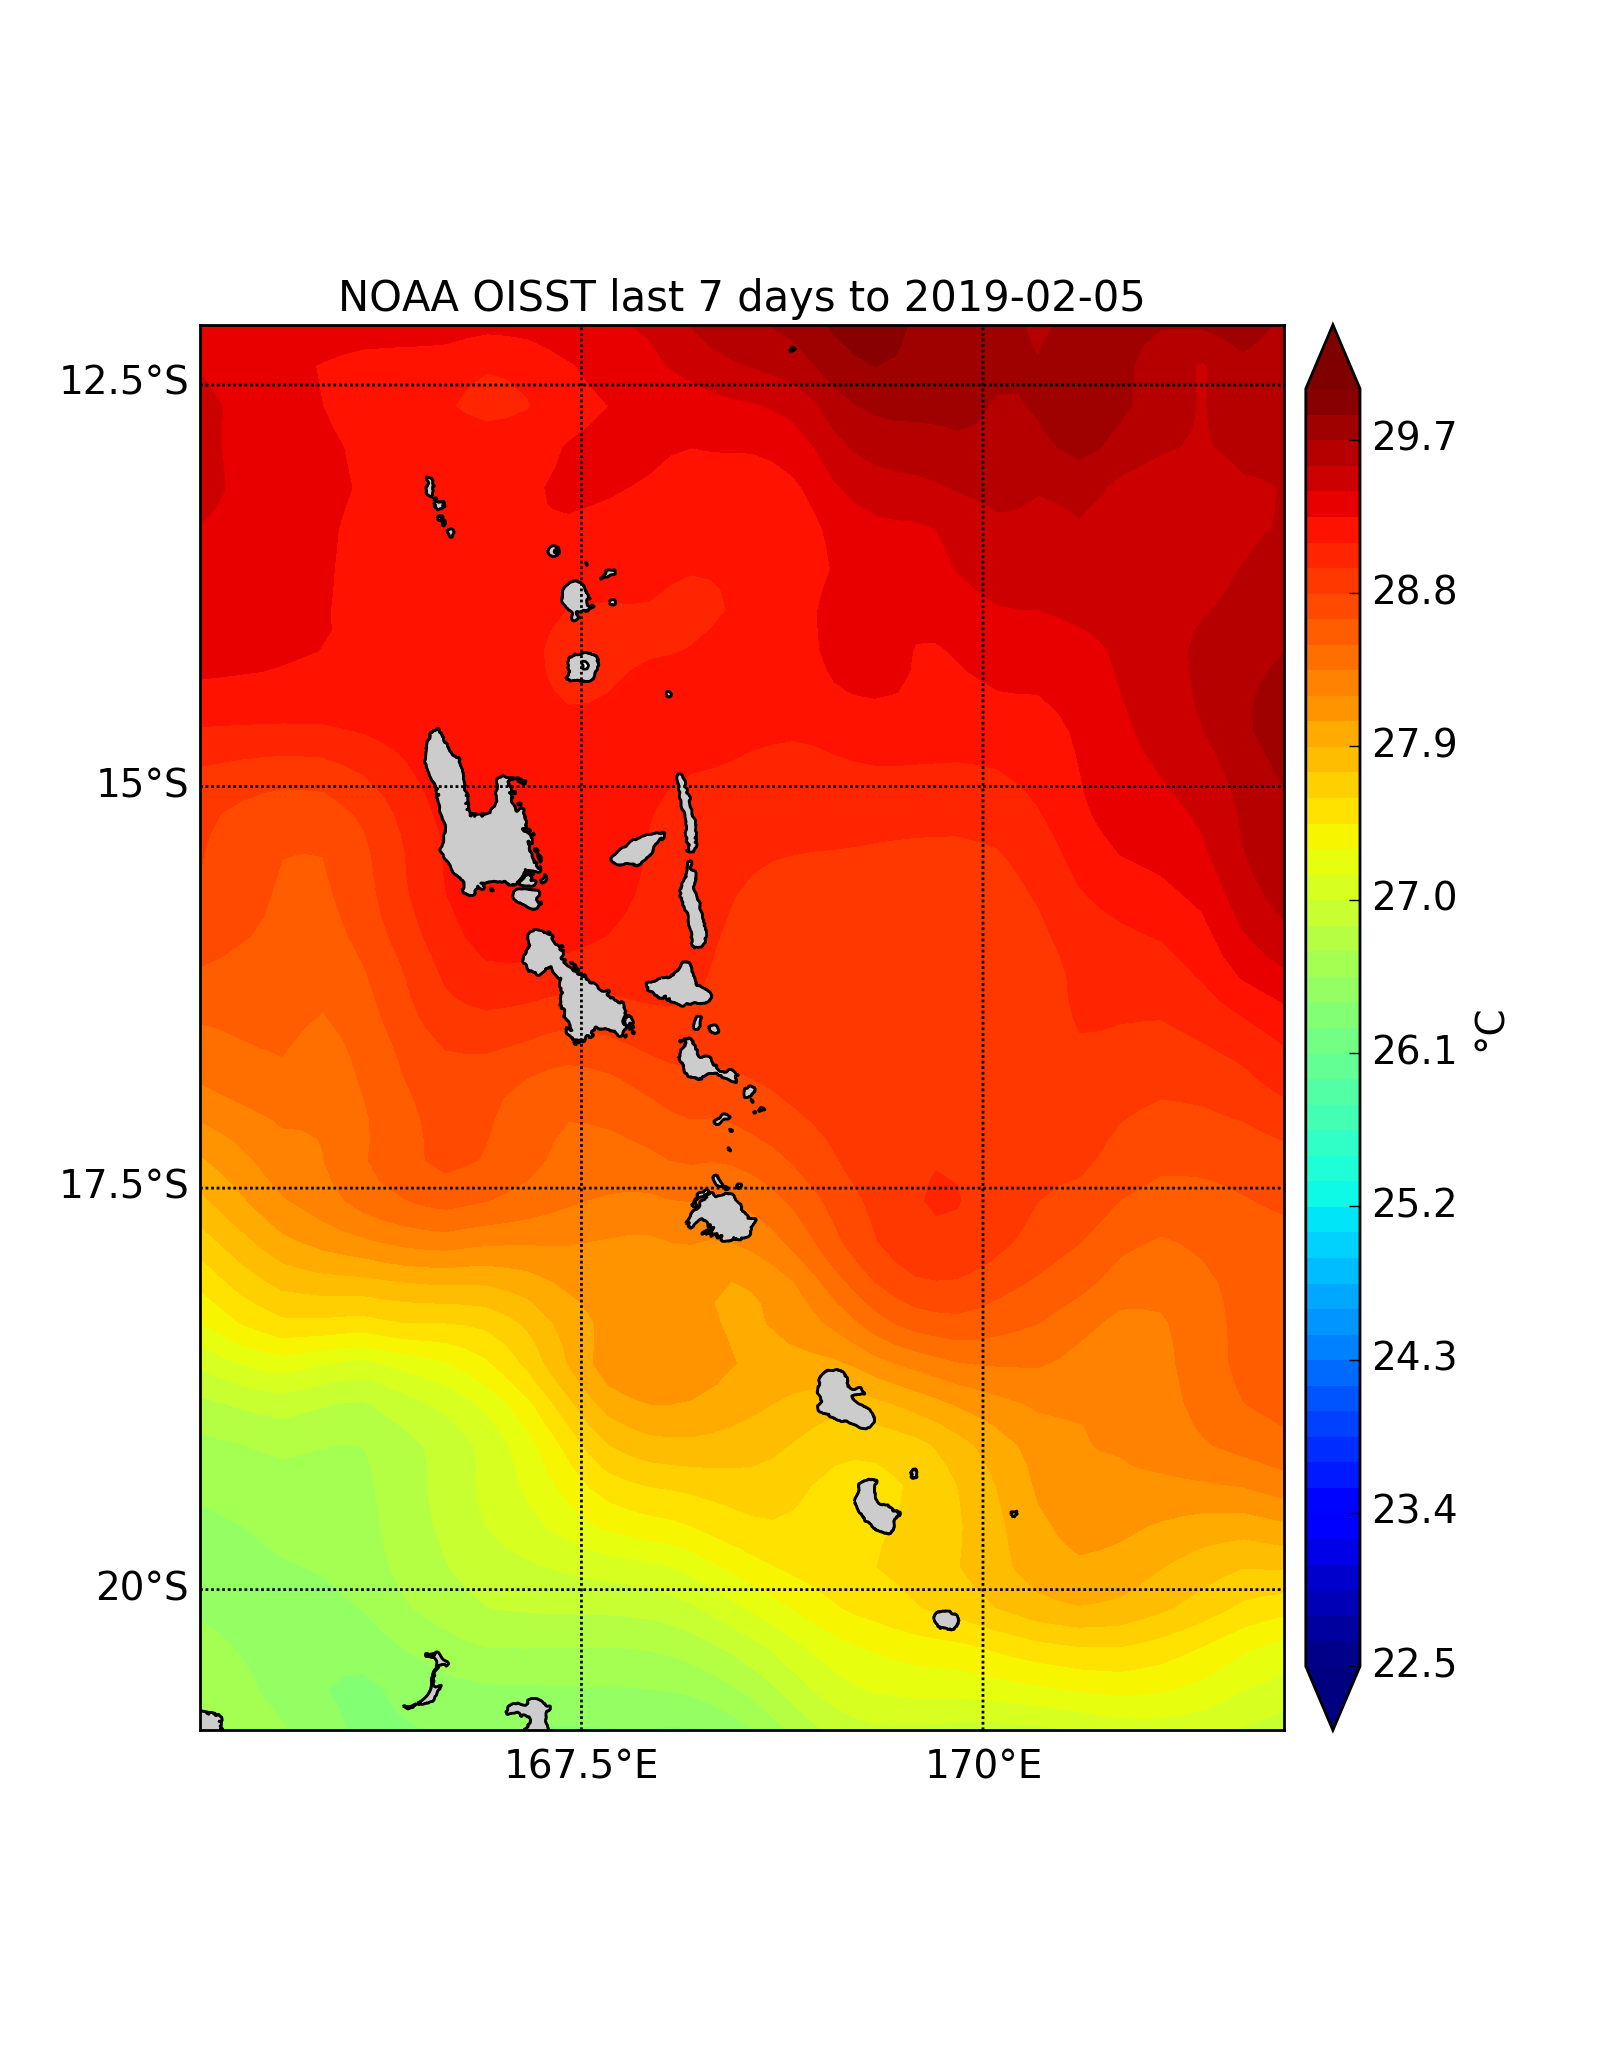 NOAA OISST last 7 days to 2019-02-05
12.5°S
15°S
17.5°S
20°S
167.5°E
170°E
29.7
28.8
27.9
27.0
26.1
25.2
24.3
23.4
22.5
°C